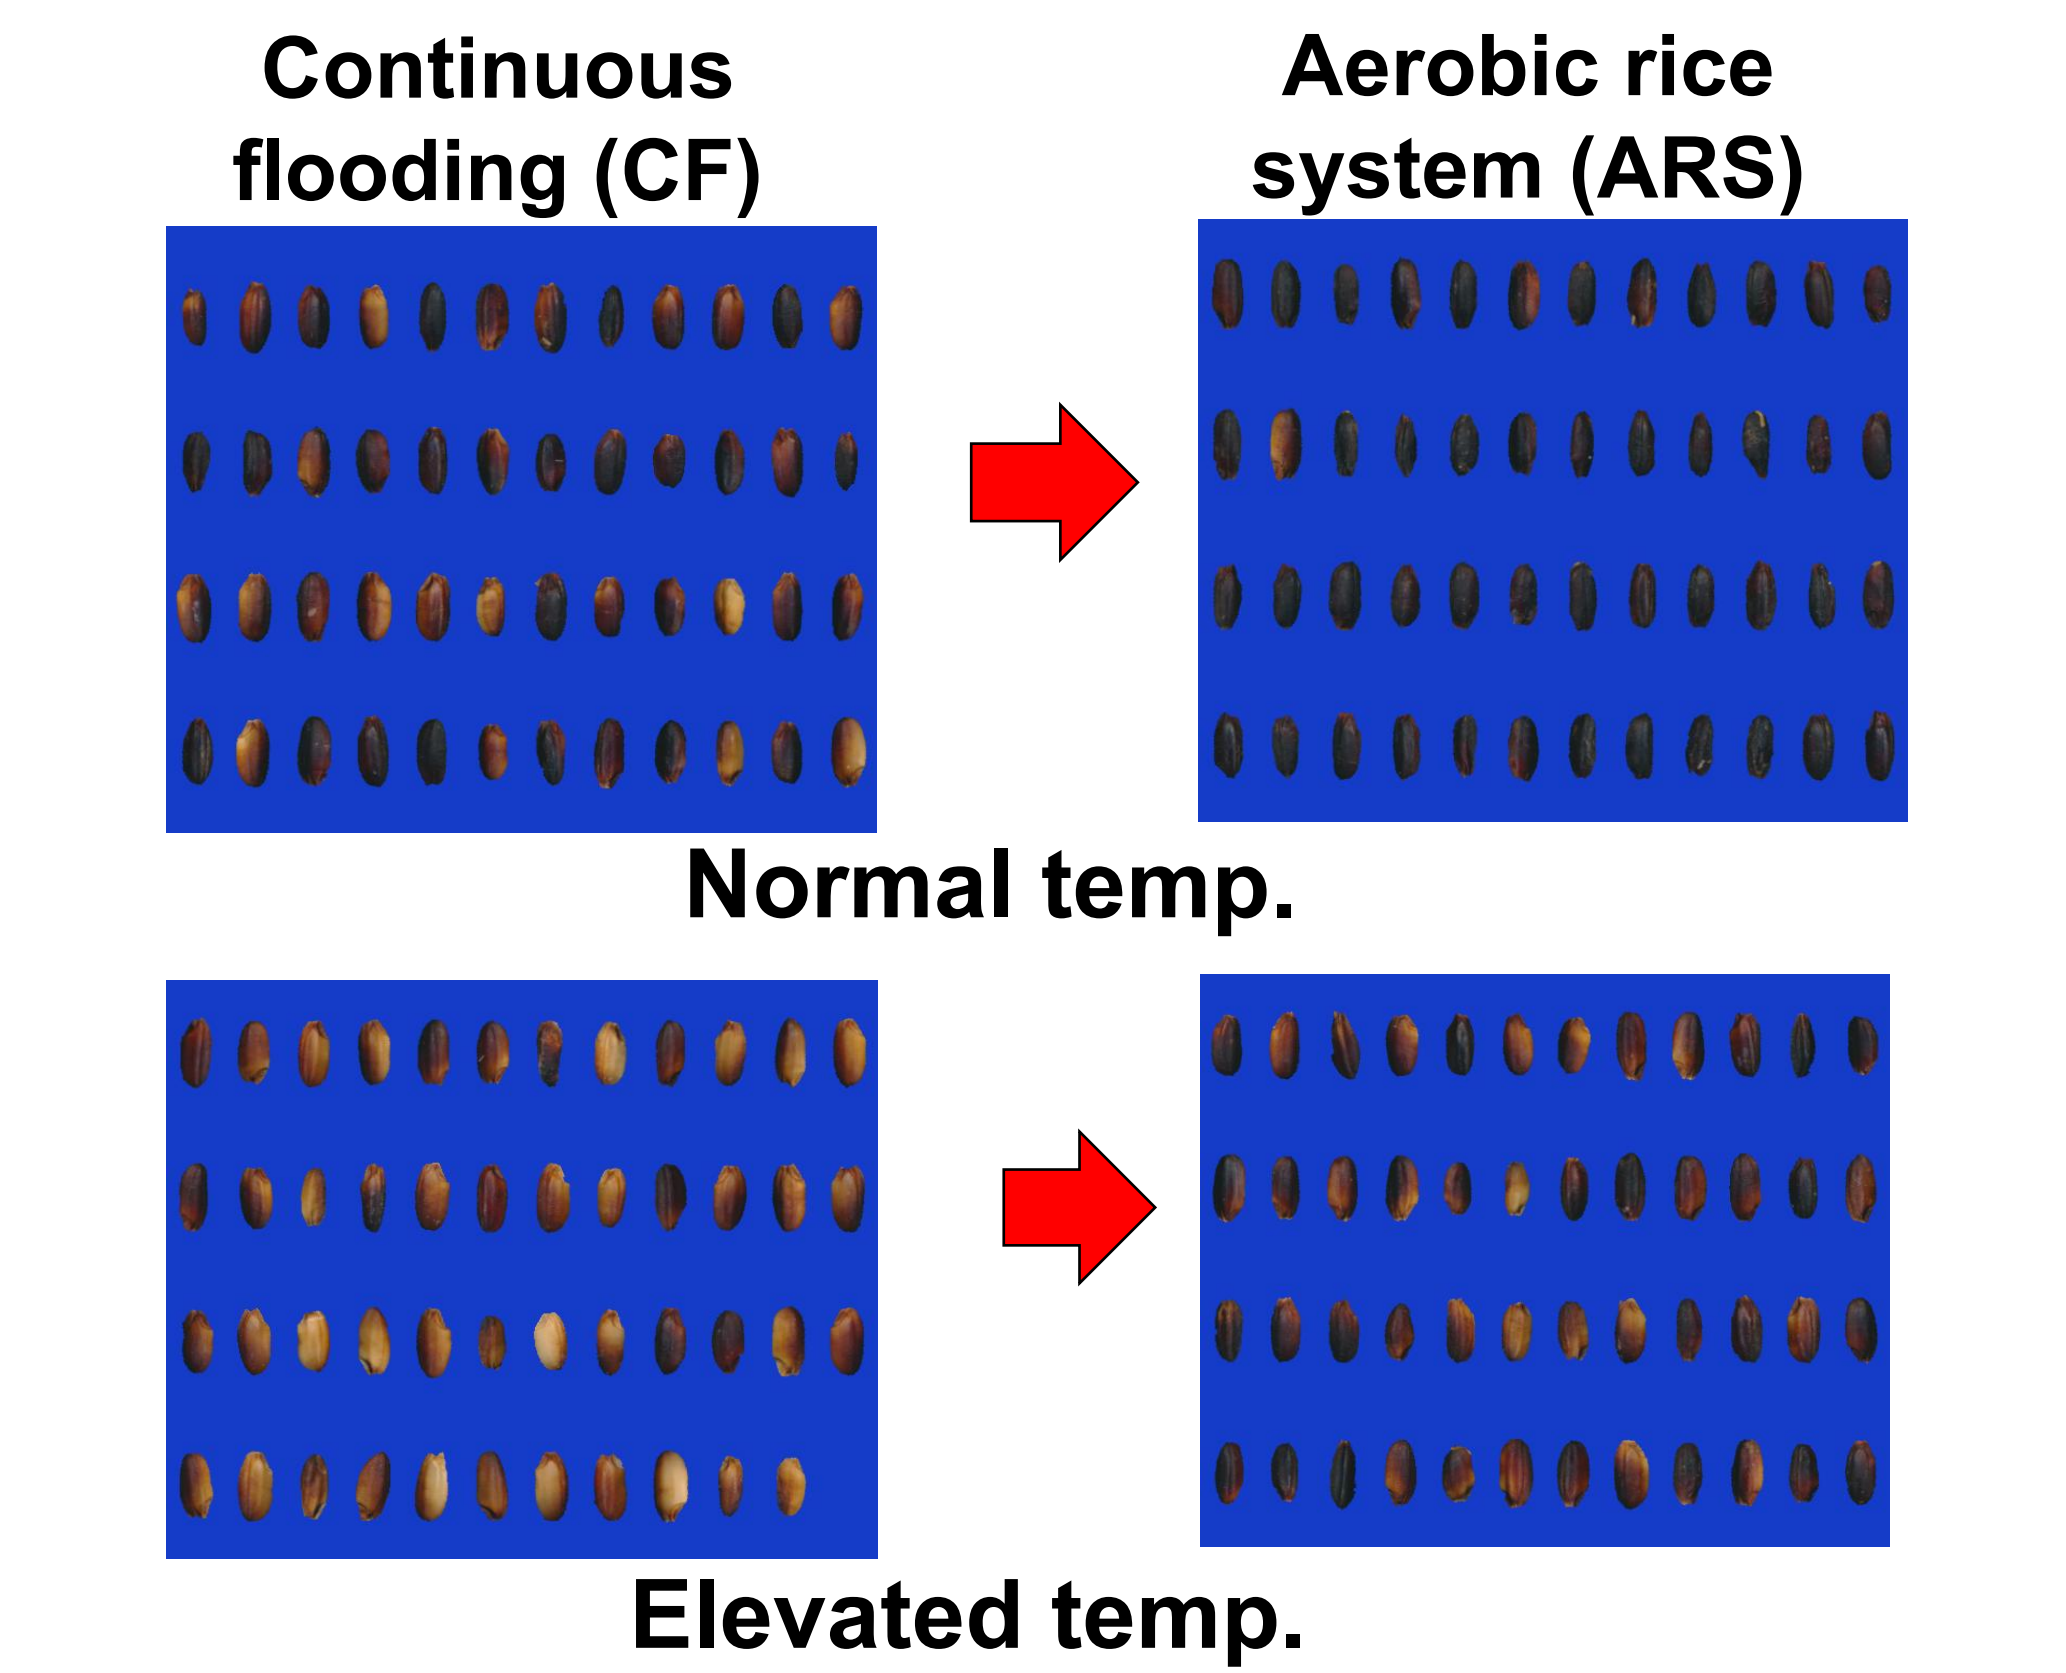 Continuous
flooding (CF)
Aerobic rice
system (ARS)
Normal temp.
Elevated temp.